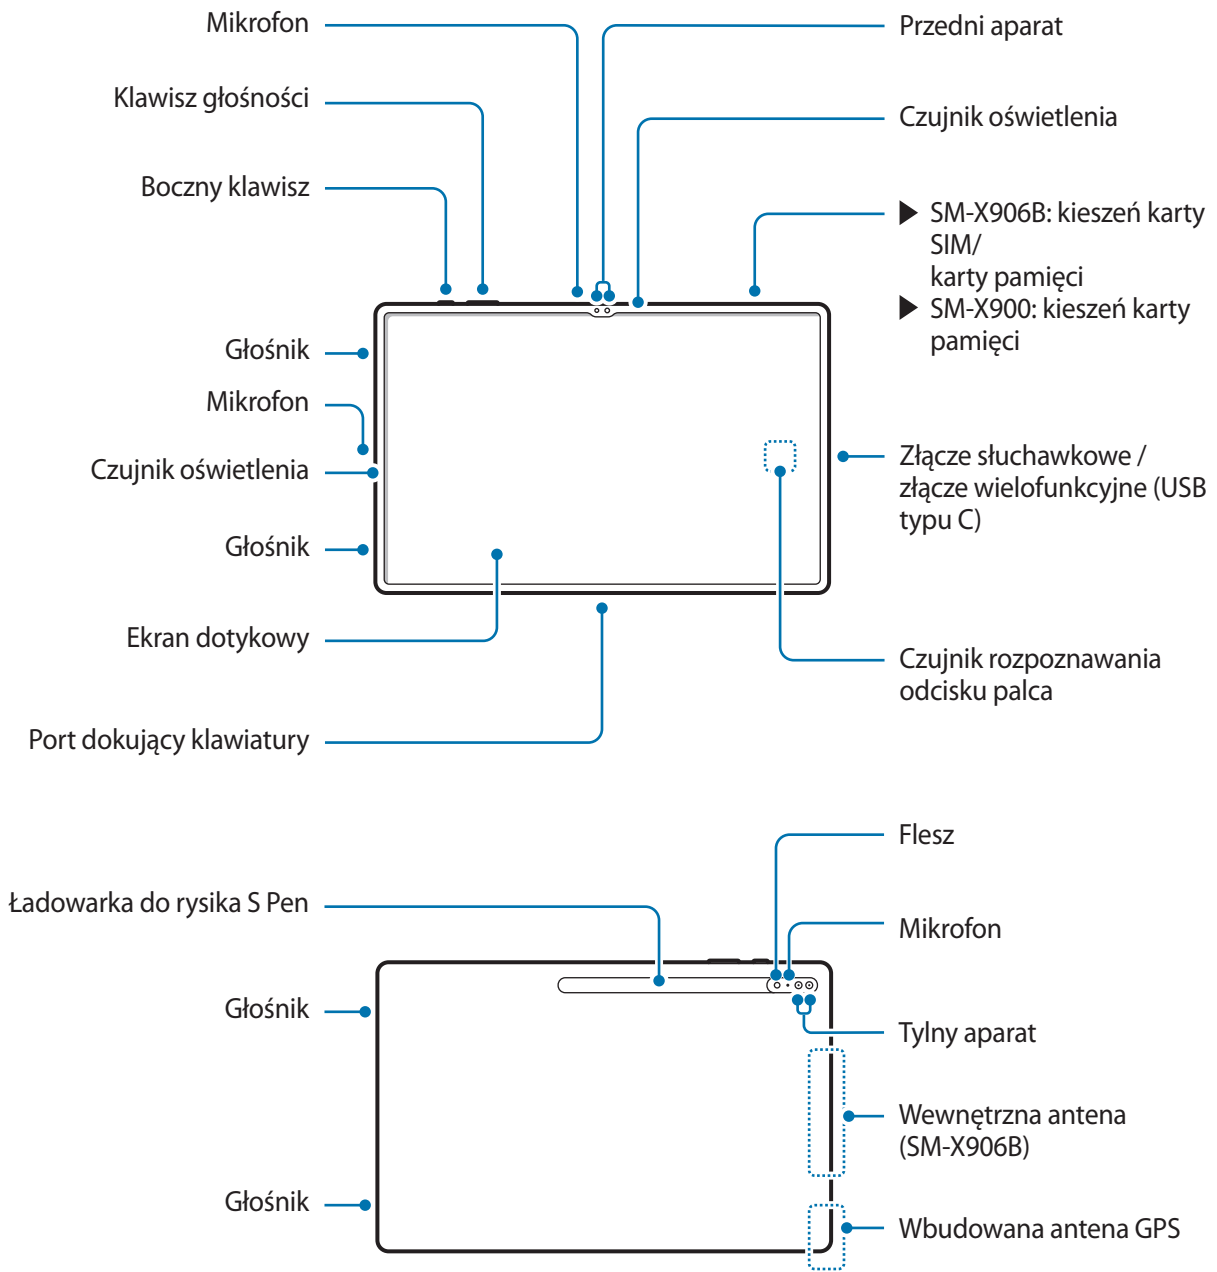 Mikrofon
Klawisz głośności
Boczny klawisz
Głośnik
Mikrofon
Czujnik oświetlenia
Głośnik
Ekran dotykowy
Port dokujący klawiatury
Przedni aparat
Czujnik oświetlenia
▶ SM-X906B: kieszeń karty
SIM/
karty pamięci
▶ SM-X900: kieszeń karty
pamięci
Złącze słuchawkowe /
złącze wielofunkcyjne (USB
typu C)
Czujnik rozpoznawania
odcisku palca
Ładowarka do rysika S Pen
Głośnik
Głośnik
Flesz
Mikrofon
Tylny aparat
Wewnętrzna antena
(SM-X906B)
Wbudowana antena GPS